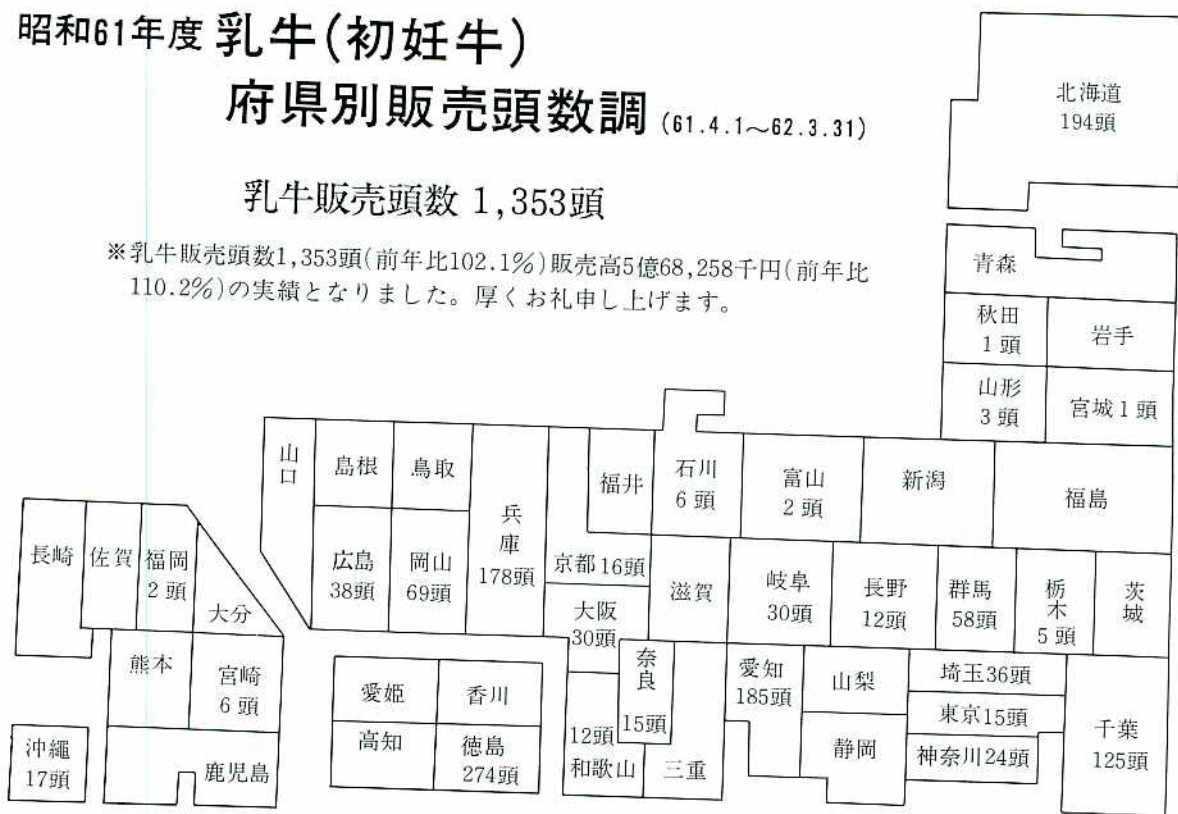 昭和61年度 乳牛(初妊牛)
府県別販売頭数調 (61.4.1～62.3.31)
乳牛販売頭数 1,353頭
※乳牛販売頭数1,353頭(前年比102.1%)販売高5億68,258千円(前年比
110.2%)の実績となりました。厚くお礼申し上げます。
北海道
194頭
青森
秋田
1頭
岩手
山形
3頭
宮城1頭
山口
島根
鳥取
兵庫
178頭
福井
石川
6頭
富山
2頭
新潟
福島
広島
38頭
岡山
69頭
京都16頭
大阪
30頭
滋賀
岐阜
30頭
長野
12頭
群馬
58頭
栃木
5頭
茨城
長崎
佐賀
福岡
2頭
大分
熊本
宮崎
6頭
鹿児島
沖縄
17頭
愛姫
香川
高知
徳島
274頭
奈良
15頭
12頭
和歌山
三重
愛知
185頭
山梨
静岡
埼玉36頭
東京15頭
神奈川24頭
千葉
125頭